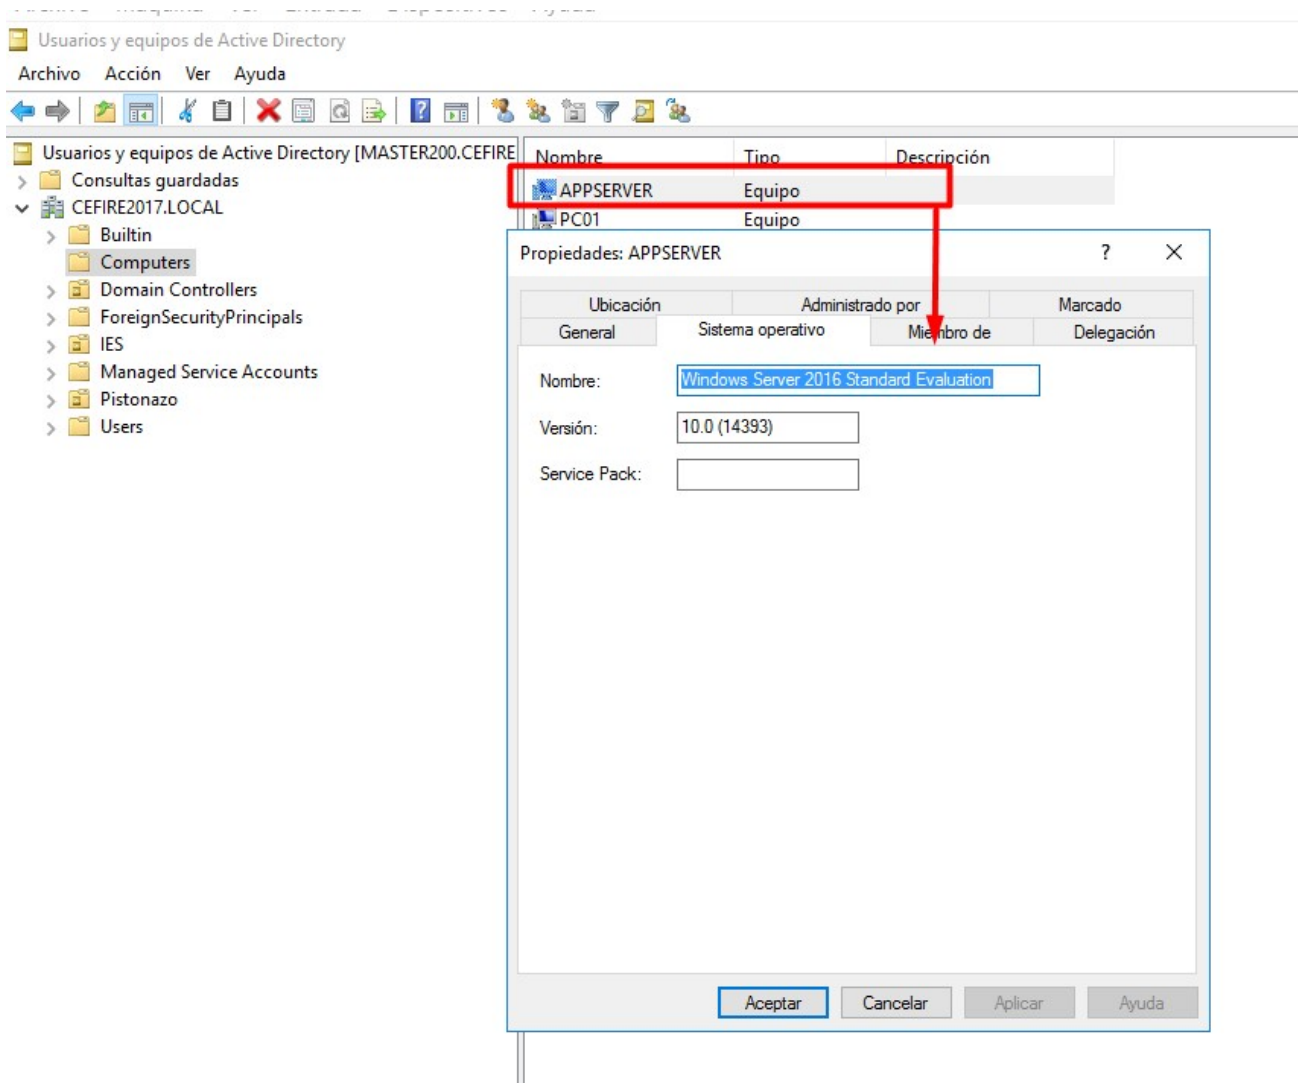 Usuarios y equipos de Active Directory
Archivo Acción Ver Ayuda
Usuarios y equipos de Active Directory [MASTER200.CEFIRE
Consultas guardadas
CEFIRE2017.LOCAL
Builtin
Computers
Domain Controllers
ForeignSecurityPrincipals
IES
Managed Service Accounts
Pistonazo
Users
Nombre Tipo Descripción
APPSERVER Equipo
PC01 Equipo
Propiedades: APPSERVER ?
Ubicación Administrado por Marcado
General Sistema operativo Miembro de Delegación
Nombre: Windows Server 2016 Standard Evaluation
Versión: 10.0 (14393)
Service Pack:
Aceptar Cancelar Aplicar Ayuda